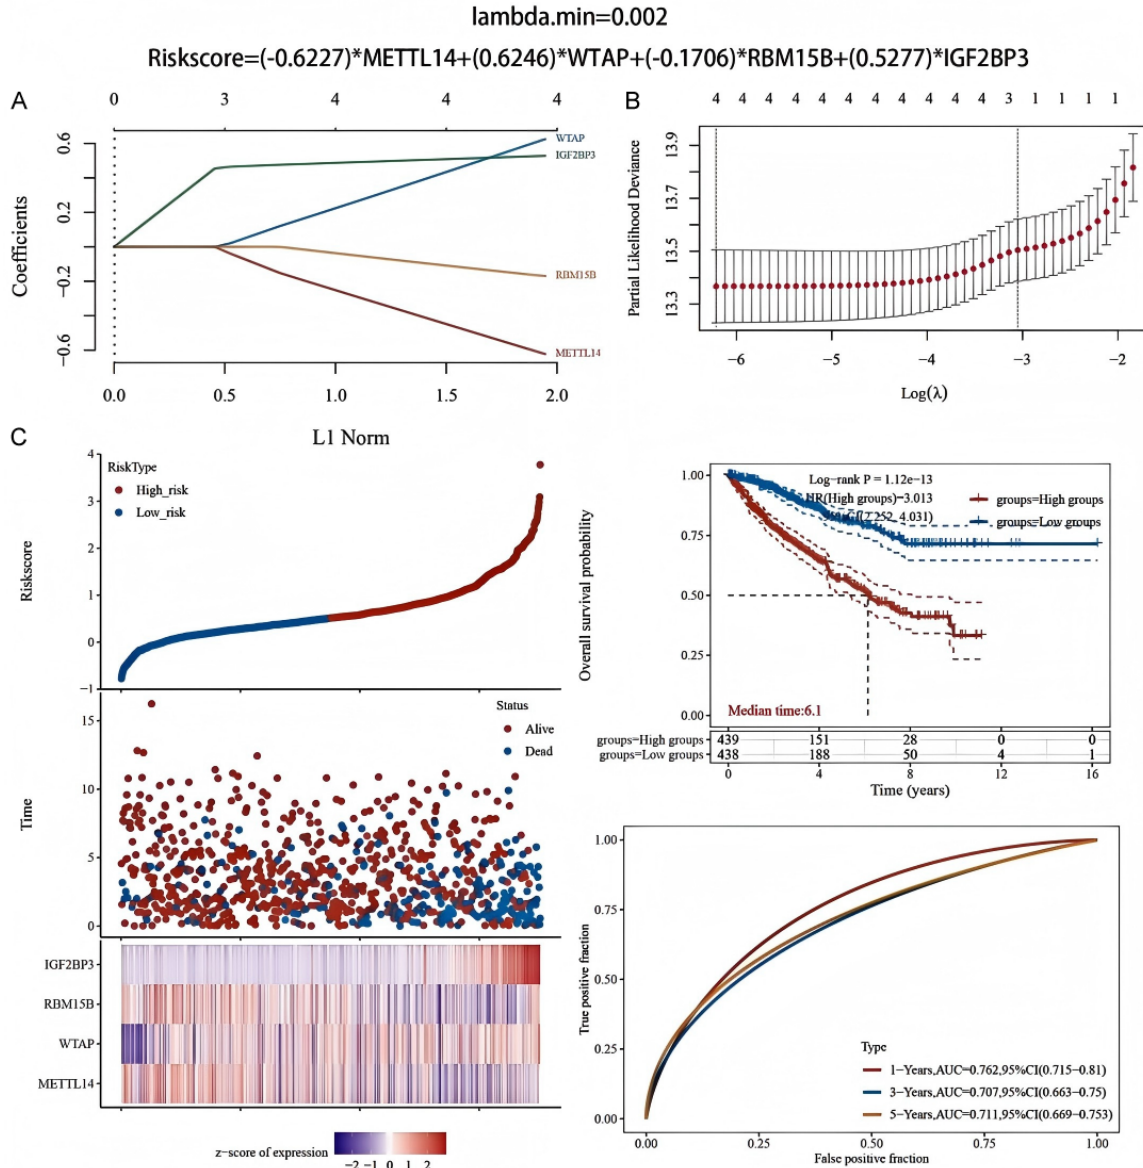 lambda.min=0.002
Riskscore=(-0.6227)*METTL14+(0.6246)*WTAP+(-0.1706)*RBM15B+(0.5277)*IGF2BP3
A
0 3 4 4 4
Coefficients
0.6
0.2
−0.2
−0.6
WTAP
IGF2BP3
RBM15B
METTL14
0.0 0.5 1.0 1.5 2.0
L1 Norm
B
4 4 4 4 4 4 4 4 4 4 4 3 1 1 1 1
Partial Likelihood Deviance
13.9
13.7
13.5
13.3
−6 −5 −4 −3 −2
Log(λ)
C
RiskType
High_risk
Low_risk
Riskscore
4
3
2
1
0
−1
Status
Alive
Dead
Time
15
10
5
0
IGF2BP3
RBM15B
WTAP
METTL14
z−score of expression
−2 −1 0 1 2
Overall survival probability
1.00
0.75
0.50
0.25
0.00
Log−rank P = 1.12e−13
HR(High groups)=3.013
4.031)
groups=High groups
groups=Low groups
Median time:6.1
groups=High groups 439 151 28 0 0
groups=Low groups 438 188 50 4 1
0 4 8 12 16
Time (years)
True positive fraction
1.00
0.75
0.50
0.25
0.00
Type
1−Years,AUC=0.762,95%CI(0.715−0.81)
3−Years,AUC=0.707,95%CI(0.663−0.75)
5−Years,AUC=0.711,95%CI(0.669−0.753)
0.00 0.25 0.50 0.75 1.00
False positive fraction